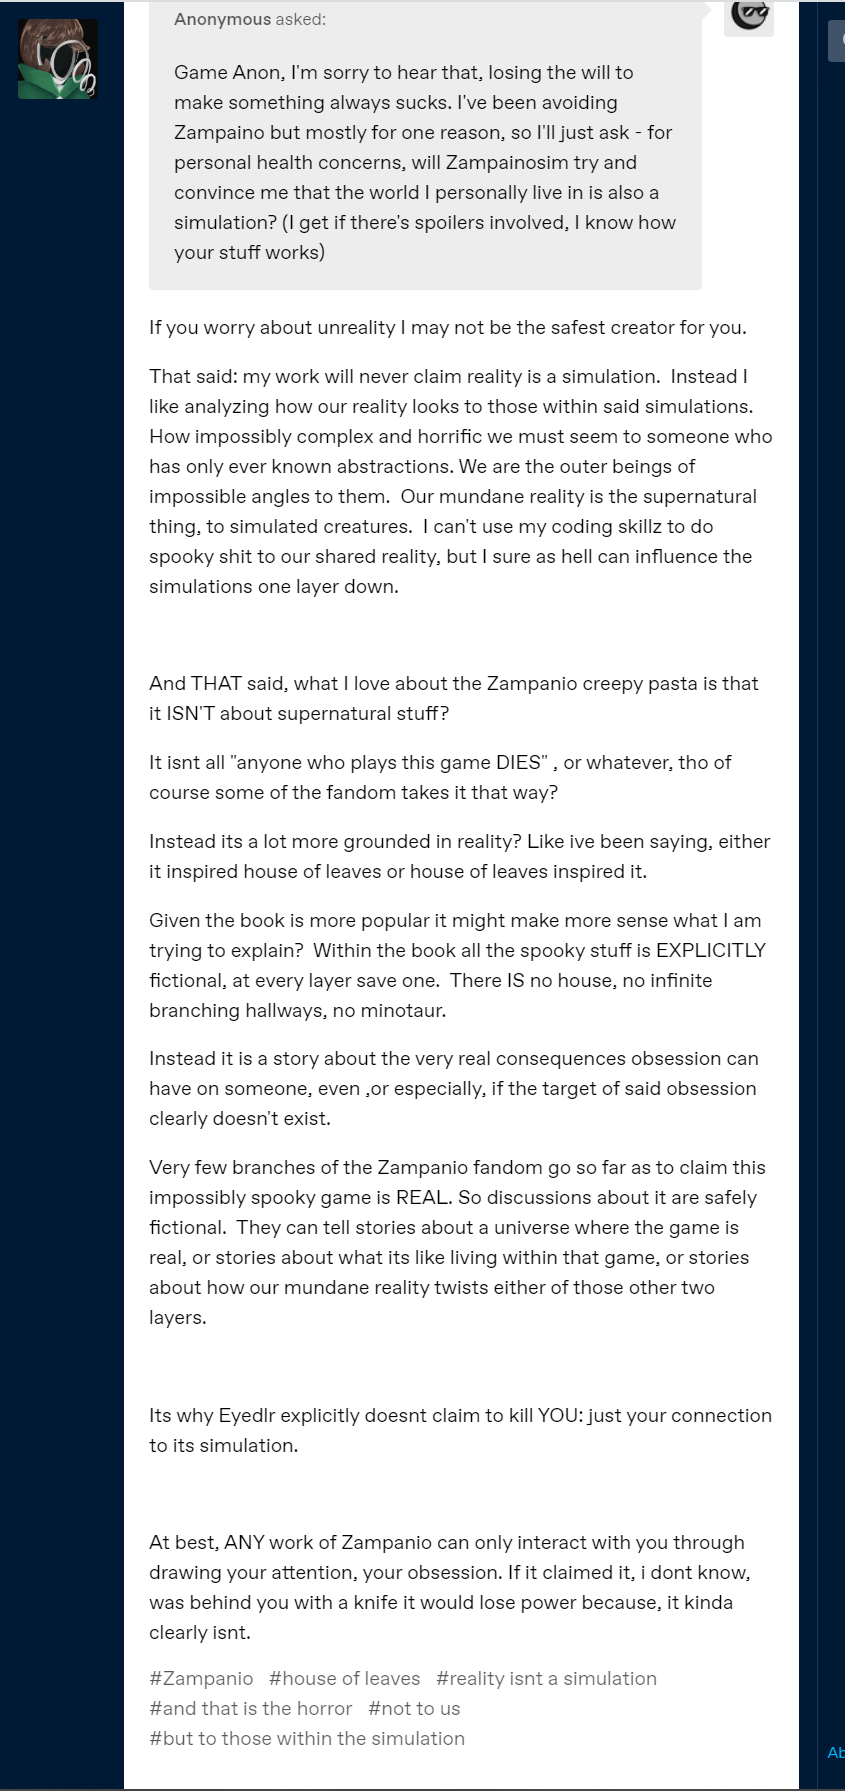 Anonymous asked:
Game Anon, I'm sorry to hear that, losing the will to
make something always sucks. I've been avoiding
Zampaino but mostly for one reason, so I'll just ask - for
personal health concerns, will Zampainosim try and
convince me that the world I personally live in is also a
simulation? (I get if there's spoilers involved, I know how
your stuff works)
If you worry about unreality I may not be the safest creator for you.
That said: my work will never claim reality is a simulation.  Instead I
like analyzing how our reality looks to those within said simulations.
How impossibly complex and horrific we must seem to someone who
has only ever known abstractions. We are the outer beings of
impossible angles to them.  Our mundane reality is the supernatural
thing, to simulated creatures.  I can't use my coding skillz to do
spooky shit to our shared reality, but I sure as hell can influence the
simulations one layer down.
And THAT said, what I love about the Zampanio creepy pasta is that
it ISN'T about supernatural stuff?
It isnt all "anyone who plays this game DIES" , or whatever, tho of
course some of the fandom takes it that way?
Instead its a lot more grounded in reality? Like ive been saying, either
it inspired house of leaves or house of leaves inspired it.
Given the book is more popular it might make more sense what I am
trying to explain?  Within the book all the spooky stuff is EXPLICITLY
fictional, at every layer save one.  There IS no house, no infinite
branching hallways, no minotaur.
Instead it is a story about the very real consequences obsession can
have on someone, even ,or especially, if the target of said obsession
clearly doesn't exist.
Very few branches of the Zampanio fandom go so far as to claim this
impossibly spooky game is REAL. So discussions about it are safely
fictional.  They can tell stories about a universe where the game is
real, or stories about what its like living within that game, or stories
about how our mundane reality twists either of those other two
layers.
Its why Eyedlr explicitly doesnt claim to kill YOU: just your connection
to its simulation.
At best, ANY work of Zampanio can only interact with you through
drawing your attention, your obsession. If it claimed it, i dont know,
was behind you with a knife it would lose power because, it kinda
clearly isnt.
#Zampanio #house of leaves #reality isnt a simulation
#and that is the horror #not to us
#but to those within the simulation
Ab